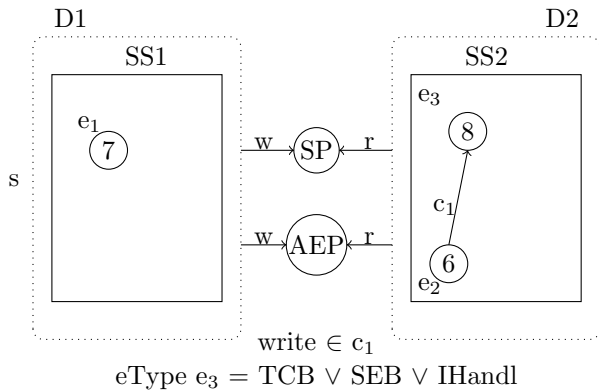 D1
D2
SS1
SS2
e₁
7
s
w
SP
r
e₃
8
c₁
w
AEP
r
6
e₂
write ∈ c₁
eType e₃ = TCB ∨ SEB ∨ IHandl